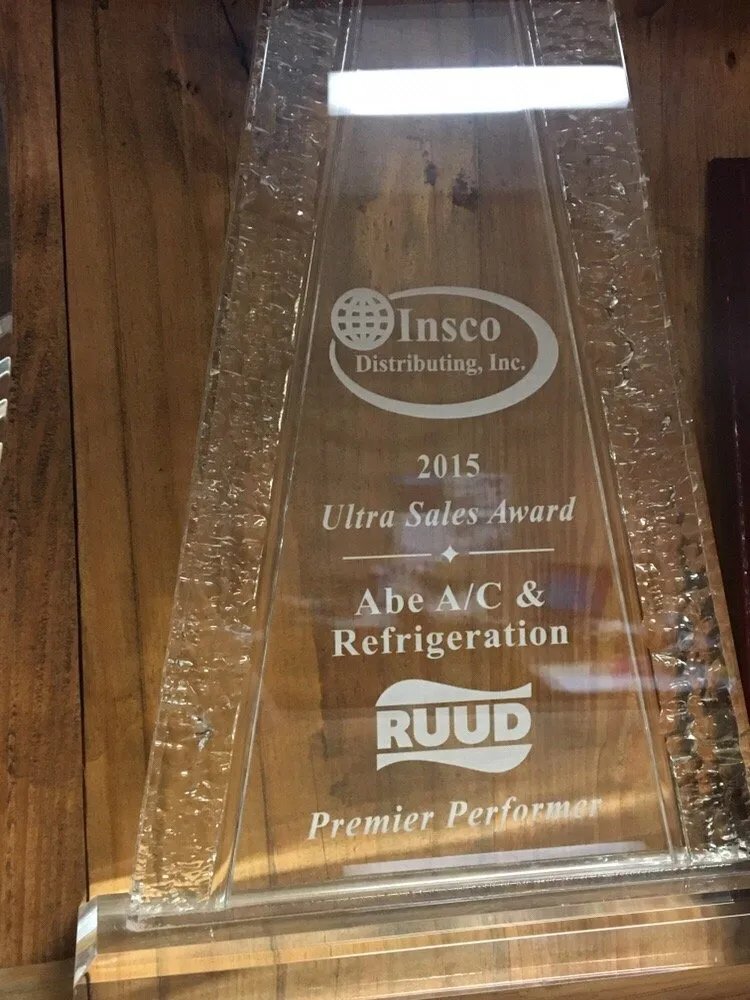 Insco
Distributing, Inc.
2015
Ultra Sales Award
Abe A/C &
Refrigeration
RUUD
Premier Performer